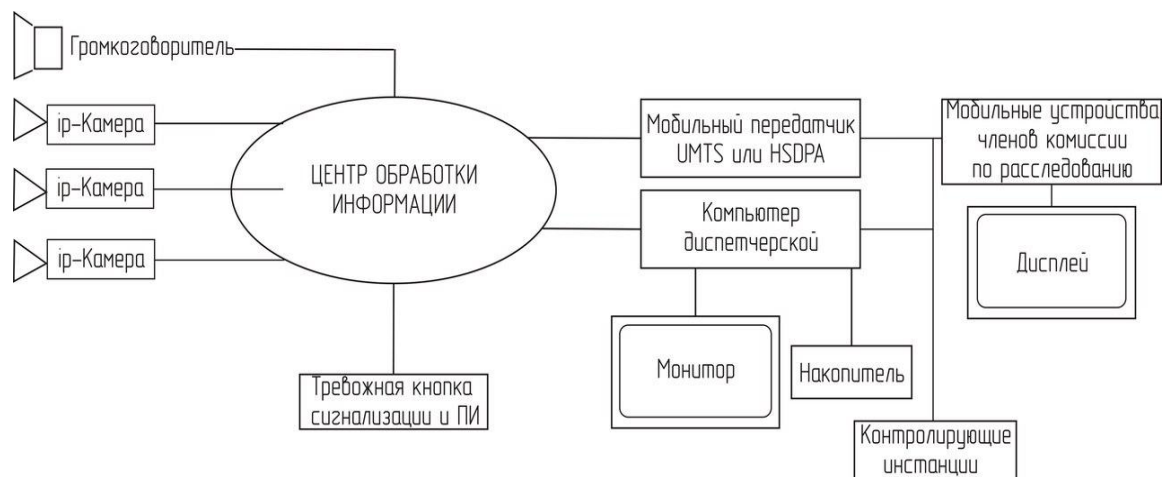 Громкоговоритель
ip-Камера
ip-Камера
ip-Камера
ЦЕНТР ОБРАБОТКИ
ИНФОРМАЦИИ
Тревожная кнопка
сигнализации и ПИ
Мобильный передатчик
UMTS или HSDPA
Компьютер
диспетчерской
Монитор
Накопитель
Мобильные устройства
членов комиссии
по расследованию
Дисплей
Контролирующие
инстанции